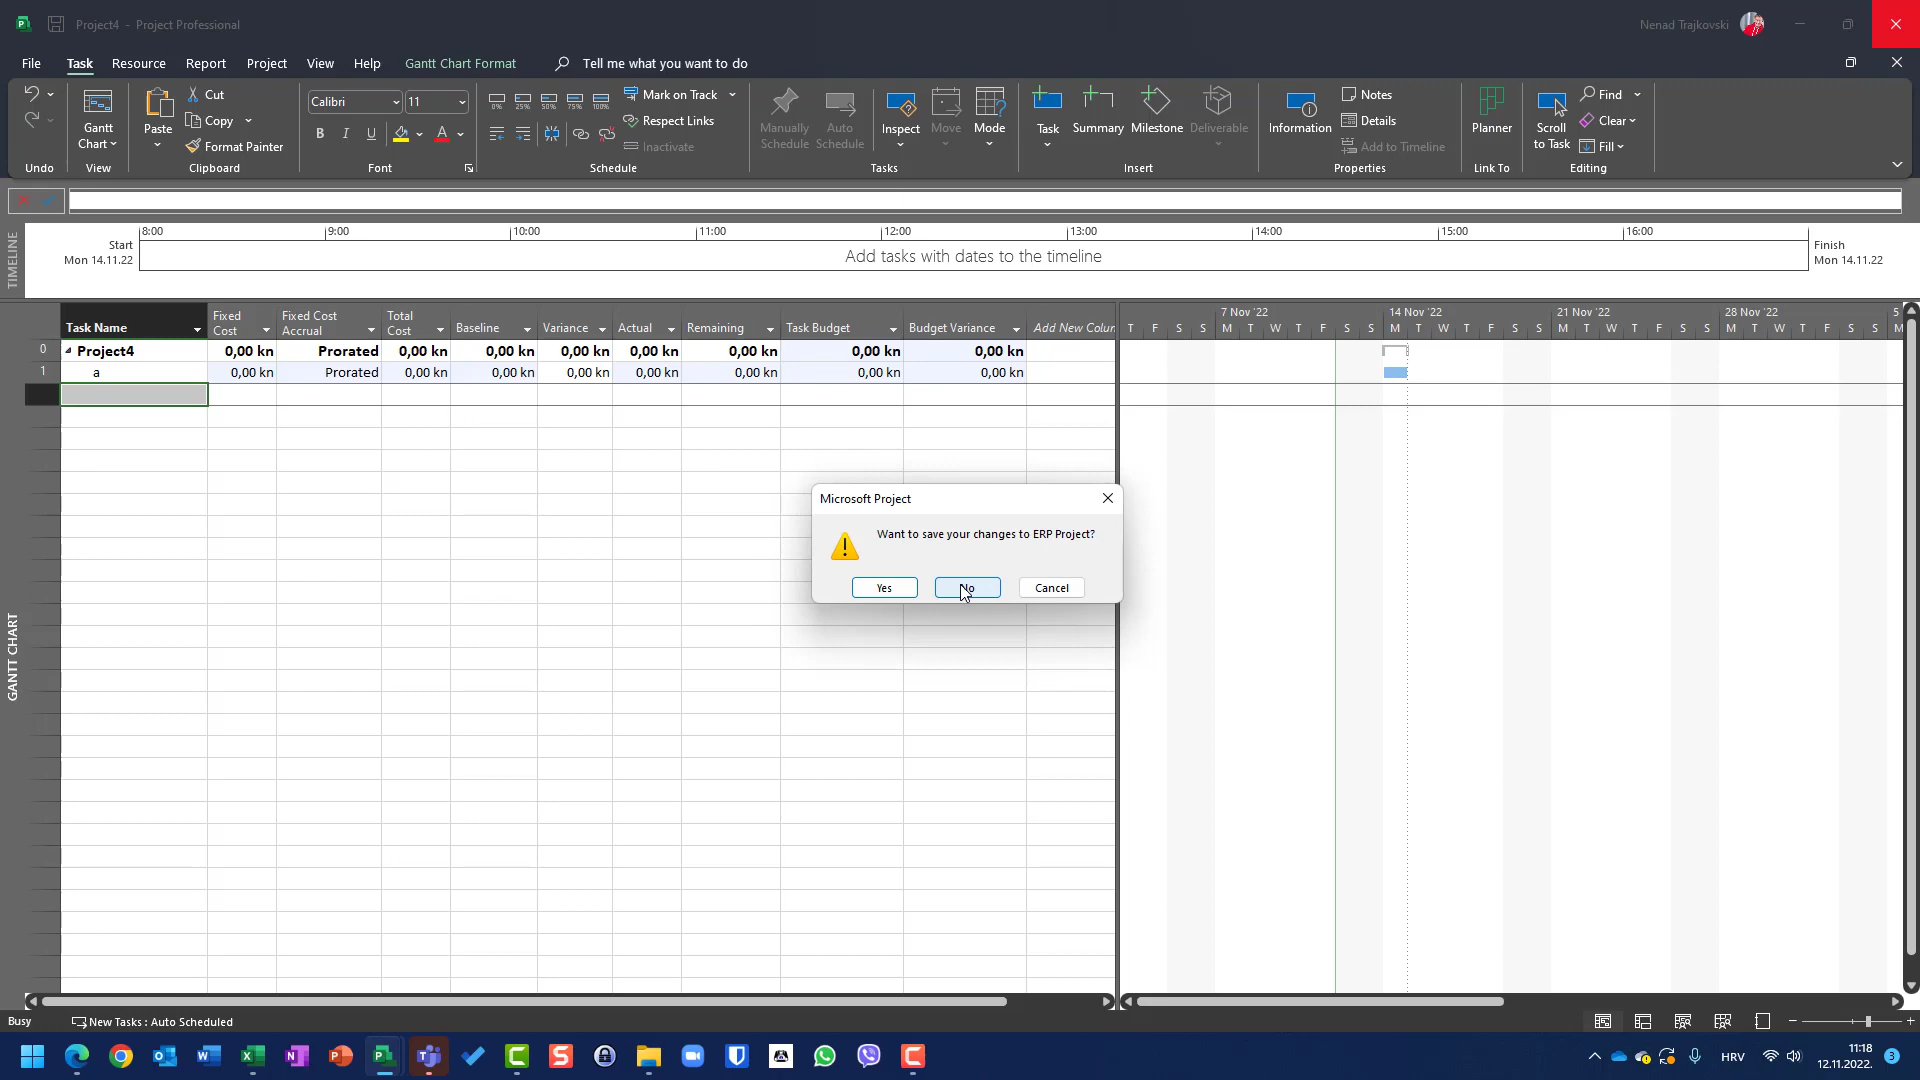 Project4 - Project Professional
Nenad Trajkovski
File Task Resource Report Project View Help Gantt Chart Format Tell me what you want to do
Undo
Gantt
Chart
View
Paste
Cut
Copy
Format Painter
Clipboard
Calibri 11
B I U A
Font
0% 25% 50% 75% 100%
Mark on Track
Respect Links
Inactivate
Schedule
Manually
Schedule
Auto
Schedule
Inspect
Move
Mode
Tasks
Task
Summary
Milestone
Deliverable
Insert
Information
Notes
Details
Add to Timeline
Properties
Planner
Link To
Scroll
to Task
Find
Clear
Fill
Editing
TIMELINE
Start
Mon 14.11.22
8:00 9:00 10:00 11:00 12:00 13:00 14:00 15:00 16:00
Add tasks with dates to the timeline
Finish
Mon 14.11.22
GANTT CHART
Task Name
Fixed
Cost
Fixed Cost
Accrual
Total
Cost
Baseline
Variance
Actual
Remaining
Task Budget
Budget Variance
Add New Colum
7 Nov '22 14 Nov '22 21 Nov '22 28 Nov '22 5
T F S S M T W T F S S M T W T F S S M T W T F S S M T W T F S S M
0 Project4 0,00 kn Prorated 0,00 kn 0,00 kn 0,00 kn 0,00 kn 0,00 kn 0,00 kn 0,00 kn
1 a 0,00 kn Prorated 0,00 kn 0,00 kn 0,00 kn 0,00 kn 0,00 kn 0,00 kn 0,00 kn
Microsoft Project
Want to save your changes to ERP Project?
Yes Cancel
Busy New Tasks : Auto Scheduled
HRV
11:18
12.11.2022.
3